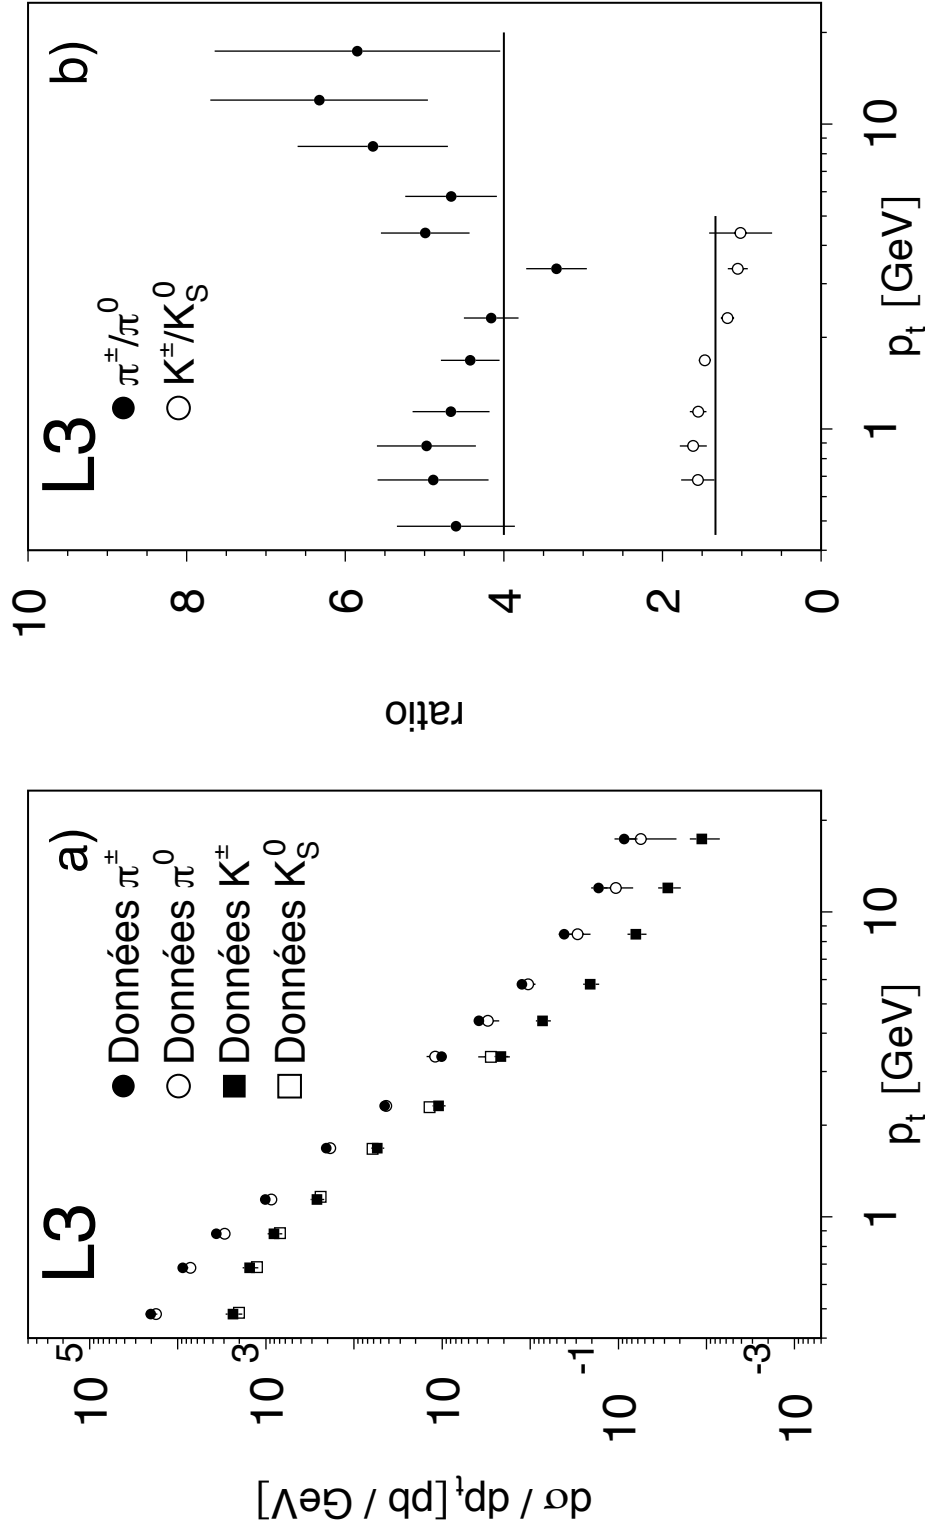 L3
a)
Données π±
Données π0
Données K±
Données K0S
dσ / dpt [pb / GeV]
10 5
10 3
10
10 -1
10 -3
1
10
pt [GeV]
L3
b)
π±/π0
K±/K0S
ratio
10
8
6
4
2
0
1
10
pt [GeV]